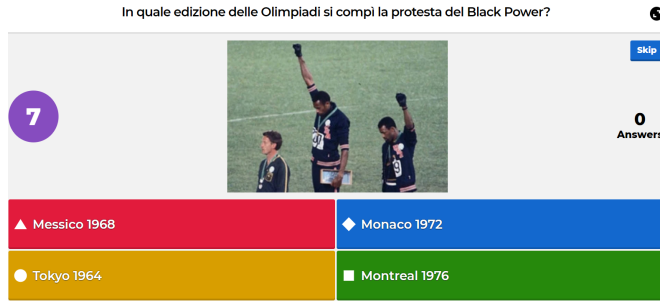 In quale edizione delle Olimpiadi si compì la protesta del Black Power?
Skip
7
0
Answers
Messico 1968
Monaco 1972
Tokyo 1964
Montreal 1976